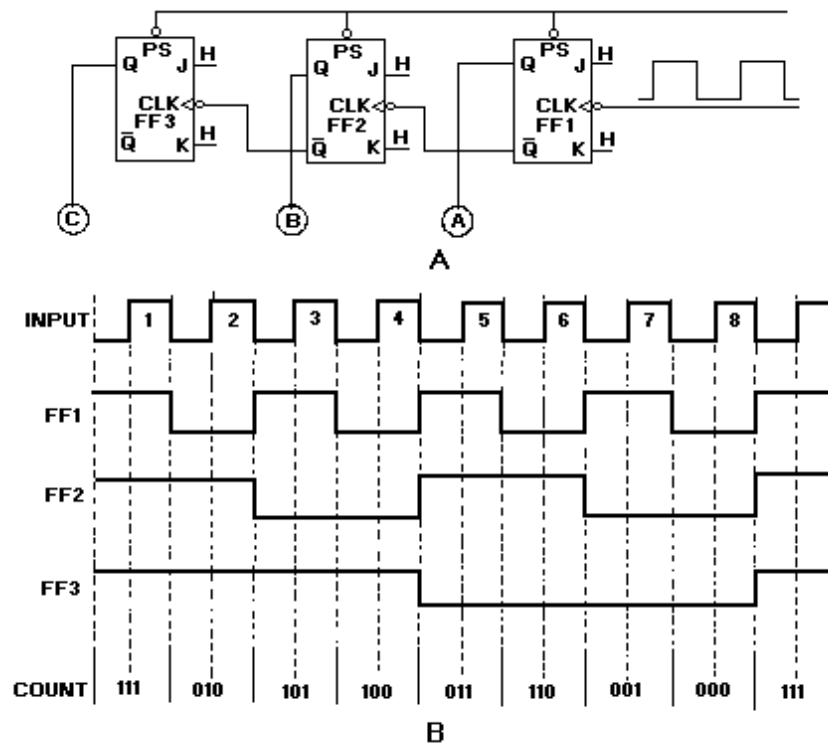 PS PS PS
Q J H Q J H Q J H
CLK CLK CLK
FF3 FF2 FF1
Q̅ K H Q̅ K H Q̅ K H
C B A
A
INPUT 1 2 3 4 5 6 7 8
FF1
FF2
FF3
COUNT 111 010 101 100 011 110 001 000 111
B